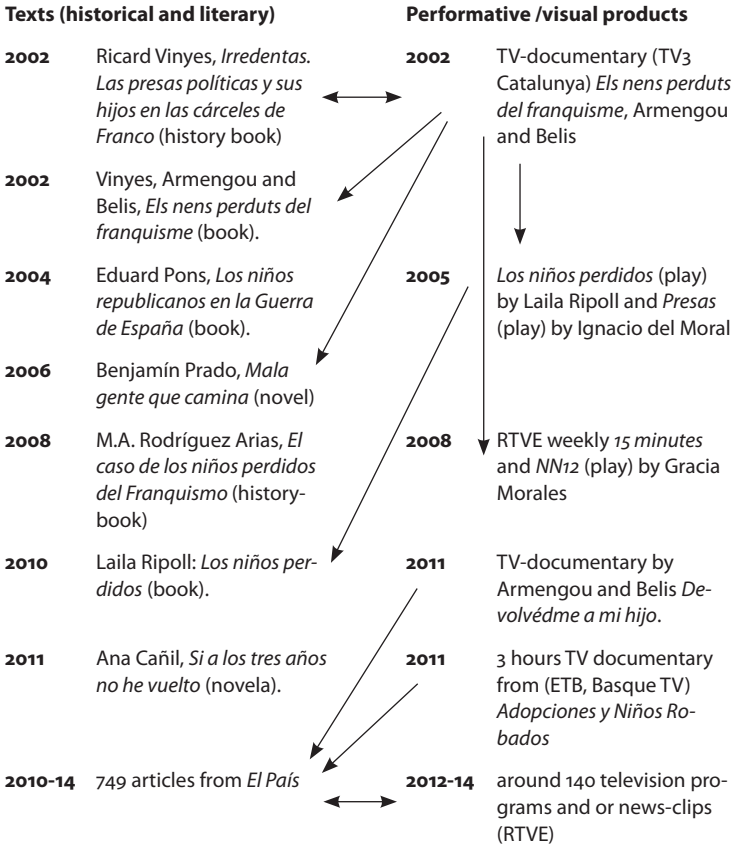 Texts (historical and literary)
2002 Ricard Vinyes, Irredentas.
Las presas políticas y sus
hijos en las cárceles de
Franco (history book)
2002 Vinyes, Armengou and
Belis, Els nens perduts del
franquisme (book).
2004 Eduard Pons, Los niños
republicanos en la Guerra
de España (book).
2006 Benjamín Prado, Mala
gente que camina (novel)
2008 M.A. Rodríguez Arias, El
caso de los niños perdidos
del Franquismo (history-
book)
2010 Laila Ripoll: Los niños per-
didos (book).
2011 Ana Cañil, Si a los tres años
no he vuelto (novela).
2010-14 749 articles from El País
Performative /visual products
2002 TV-documentary (TV3
Catalunya) Els nens perduts
del franquisme, Armengou
and Belis
2005 Los niños perdidos (play)
by Laila Ripoll and Presas
(play) by Ignacio del Moral
2008 RTVE weekly 15 minutes
and NN12 (play) by Gracia
Morales
2011 TV-documentary by
Armengou and Belis De-
volvédme a mi hijo.
2011 3 hours TV documentary
from (ETB, Basque TV)
Adopciones y Niños Ro-
bados
2012-14 around 140 television pro-
grams and or news-clips
(RTVE)